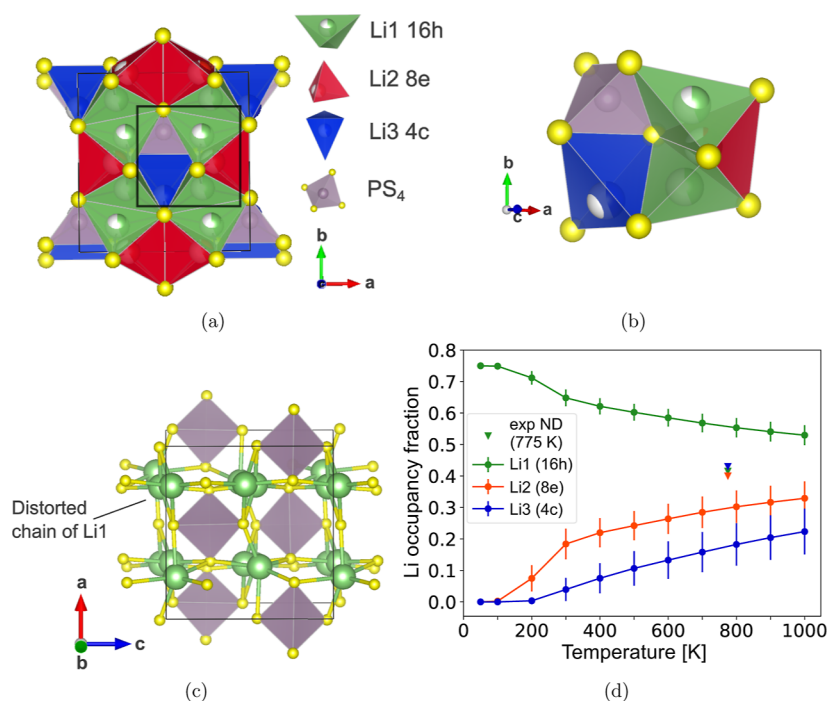 Li1 16h
Li2 8e
Li3 4c
PS4
b
a
(a)
b
c
a
(b)
Distorted
chain of Li1
a
b
c
(c)
Li occupancy fraction
0.8
0.7
0.6
0.5
0.4
0.3
0.2
0.1
0.0
exp ND
(775 K)
Li1 (16h)
Li2 (8e)
Li3 (4c)
0 200 400 600 800 1000
Temperature [K]
(d)